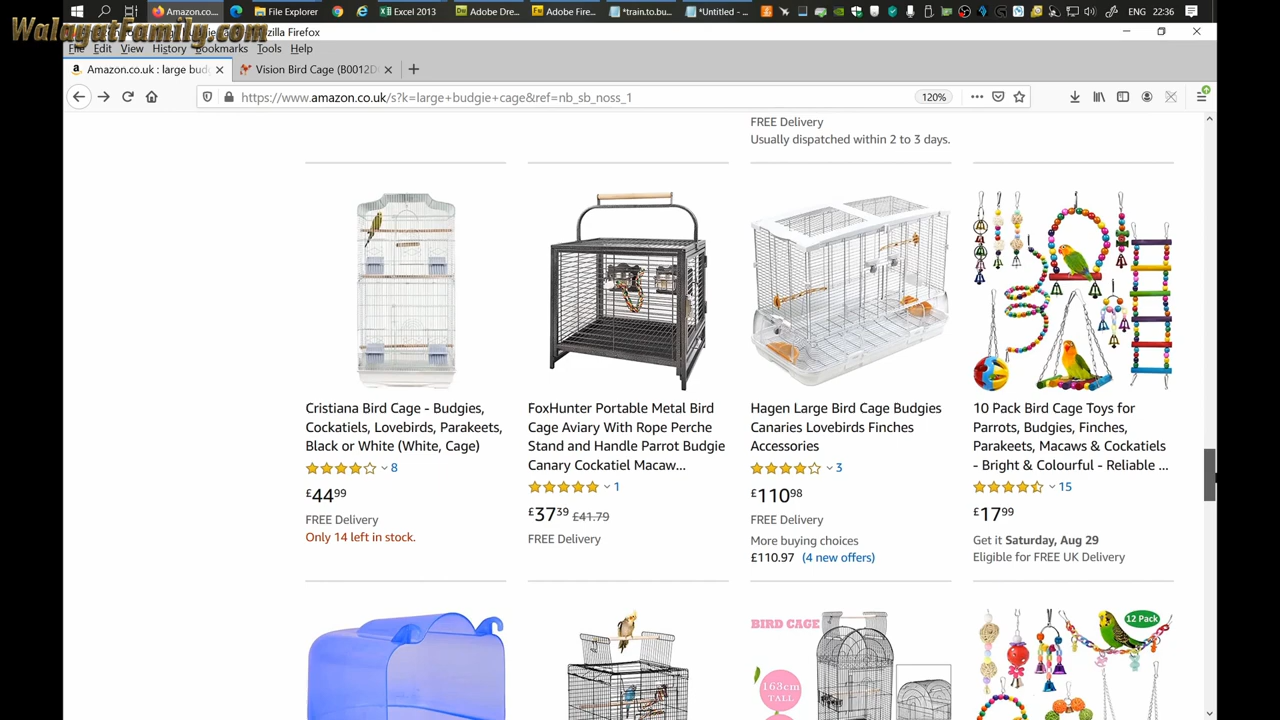 WalagatFamily.com
Amazon.co...
File Explorer
Excel 2013
Adobe Dre...
Adobe Fire...
*train.to.bu...
*Untitled - ...
ENG 22:36
zilla Firefox
File Edit View History Bookmarks Tools Help
Amazon.co.uk : large budg
Vision Bird Cage (B0012D
https://www.amazon.co.uk/s?k=large+budgie+cage&ref=nb_sb_noss_1
120%
FREE Delivery
Usually dispatched within 2 to 3 days.
Cristiana Bird Cage - Budgies,
Cockatiels, Lovebirds, Parakeets,
Black or White (White, Cage)
8
£44.99
FREE Delivery
Only 14 left in stock.
FoxHunter Portable Metal Bird
Cage Aviary With Rope Perche
Stand and Handle Parrot Budgie
Canary Cockatiel Macaw...
1
£37.39 £41.79
FREE Delivery
Hagen Large Bird Cage Budgies
Canaries Lovebirds Finches
Accessories
3
£110.98
FREE Delivery
More buying choices
£110.97 (4 new offers)
10 Pack Bird Cage Toys for
Parrots, Budgies, Finches,
Parakeets, Macaws & Cockatiels
- Bright & Colourful - Reliable ...
15
£17.99
Get it Saturday, Aug 29
Eligible for FREE UK Delivery
BIRD CAGE
163cm
TALL
12 Pack